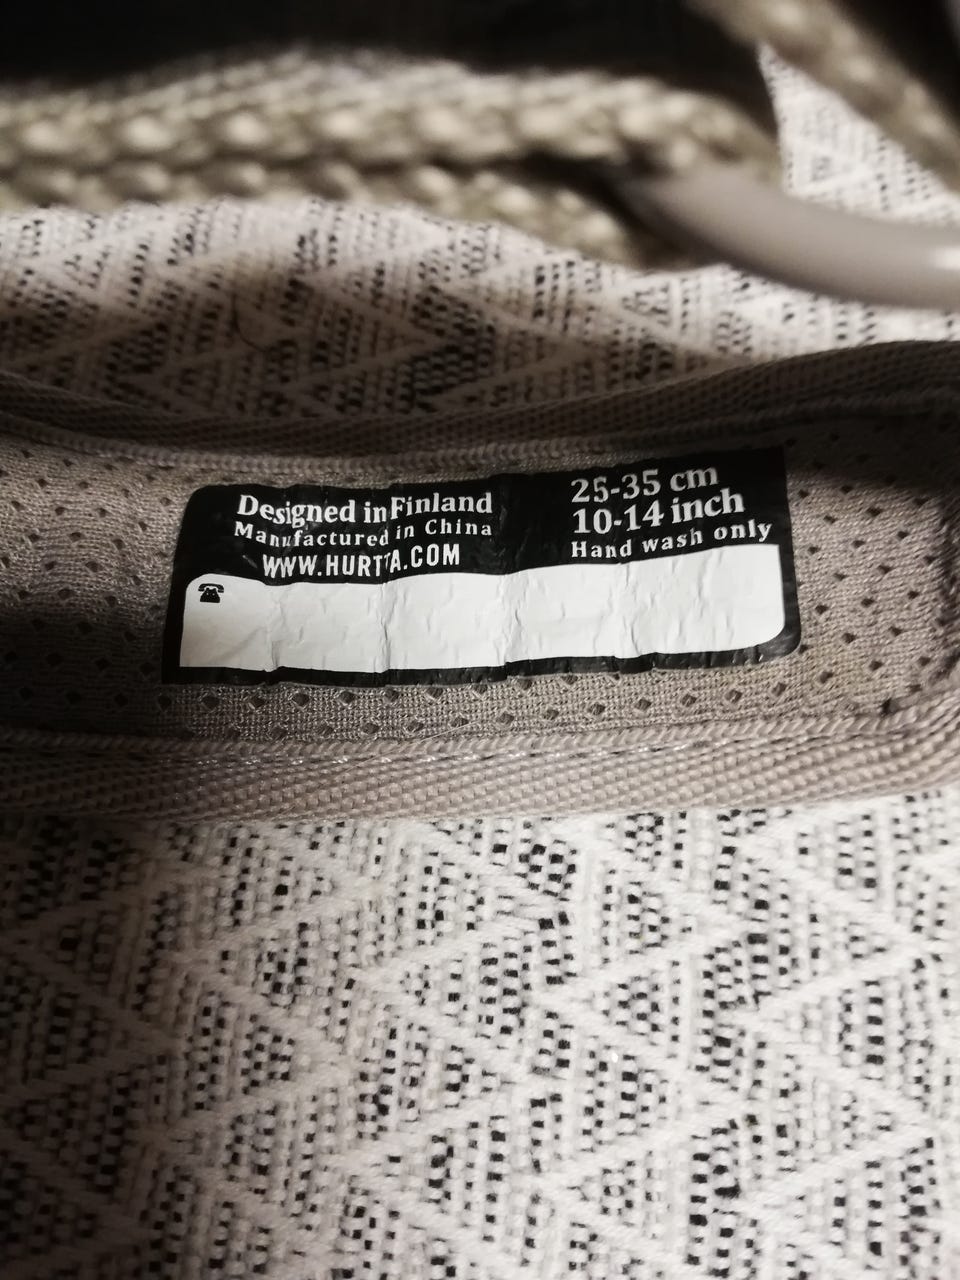 Designed in Finland
Manufactured in China
WWW.HURTTA.COM
25-35 cm
10-14 inch
Hand wash only